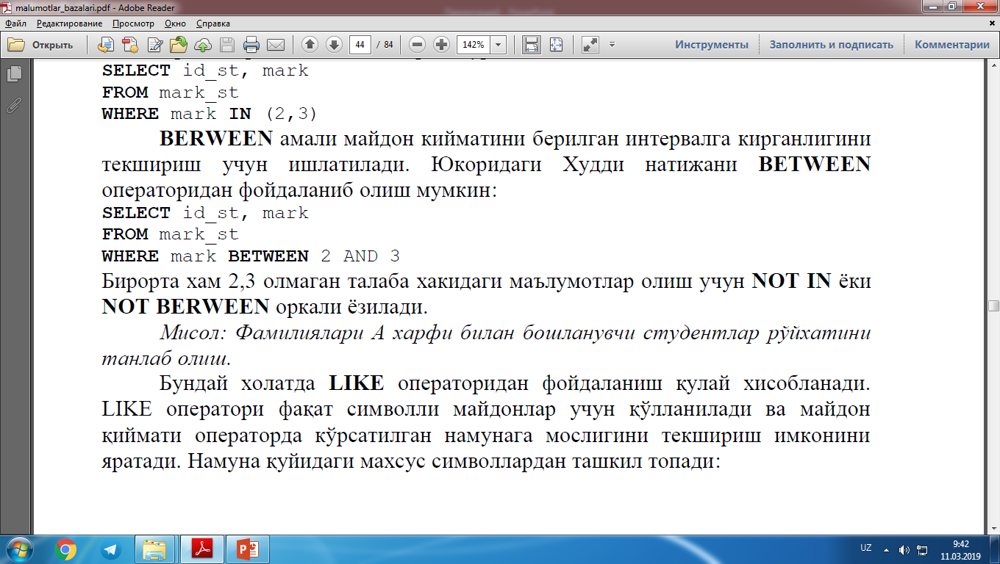 malumotlar_bazalari.pdf - Adobe Reader
Файл Редактирование Просмотр Окно Справка
Открыть 44 / 84 142% Инструменты Заполнить и подписать Комментарии
SELECT id_st, mark
FROM mark_st
WHERE mark IN (2,3)
BERWEEN амали майдон кийматини берилган интервалга кирганлигини
текшириш учун ишлатилади. Юкоридаги Худди натижани BETWEEN
операторидан фойдаланиб олиш мумкин:
SELECT id_st, mark
FROM mark_st
WHERE mark BETWEEN 2 AND 3
Бирорта хам 2,3 олмаган талаба хакидаги маълумотлар олиш учун NOT IN ёки
NOT BERWEEN оркали ёзилади.
Мисол: Фамилиялари А харфи билан бошланувчи студентлар рўйхатини
танлаб олиш.
Бундай холатда LIKE операторидан фойдаланиш қулай хисобланади.
LIKE оператори фақат символли майдонлар учун қўлланилади ва майдон
қиймати операторда кўрсатилган намунага мослигини текшириш имконини
яратади. Намуна қуйидаги махсус символлардан ташкил топади:
UZ 9:42
11.03.2019